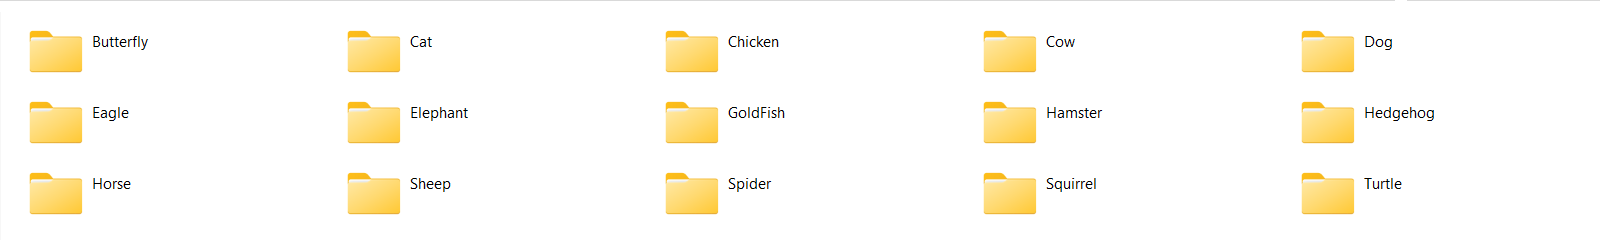 Butterfly
Cat
Chicken
Cow
Dog
Eagle
Elephant
GoldFish
Hamster
Hedgehog
Horse
Sheep
Spider
Squirrel
Turtle